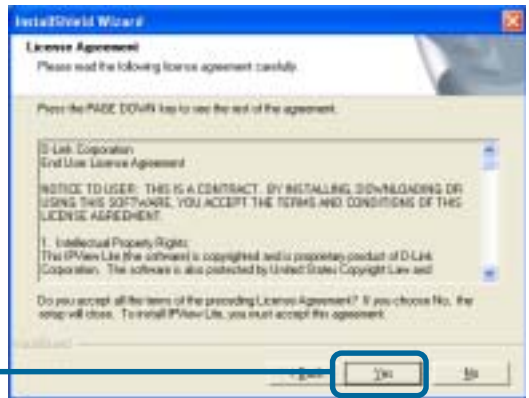 InstallShield Wizard
License Agreement
Please read the following license agreement carefully.
Press the PAGE DOWN key to see the rest of the agreement.
D-Link Corporation
End User License Agreement
NOTICE TO USER: THIS IS A CONTRACT. BY INSTALLING, DOWNLOADING OR
USING THIS SOFTWARE, YOU ACCEPT THE TERMS AND CONDITIONS OF THIS
LICENSE AGREEMENT.
1. Intellectual Property Rights:
This IPView Lite (the software) is copyrighted and is proprietary product of D-Link
Corporation. The software is also protected by United States Copyright Law and
Do you accept all the terms of the preceding License Agreement? If you choose No, the
setup will close. To install IPView Lite, you must accept this agreement.
InstallShield
< Back
Yes
No